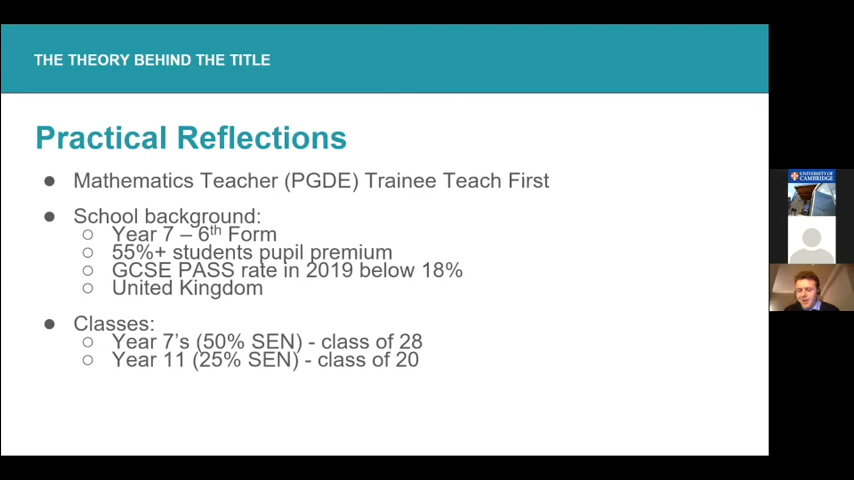 THE THEORY BEHIND THE TITLE
Practical Reflections
● Mathematics Teacher (PGDE) Trainee Teach First
● School background:
○ Year 7 – 6th Form
○ 55%+ students pupil premium
○ GCSE PASS rate in 2019 below 18%
○ United Kingdom
● Classes:
○ Year 7's (50% SEN) - class of 28
○ Year 11 (25% SEN) - class of 20
UNIVERSITY OF
CAMBRIDGE